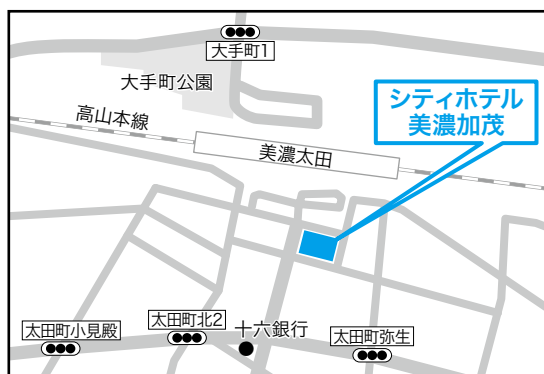 大手町1
大手町公園
高山本線
美濃太田
シティホテル
美濃加茂
太田町小見殿
太田町北2
十六銀行
太田町弥生